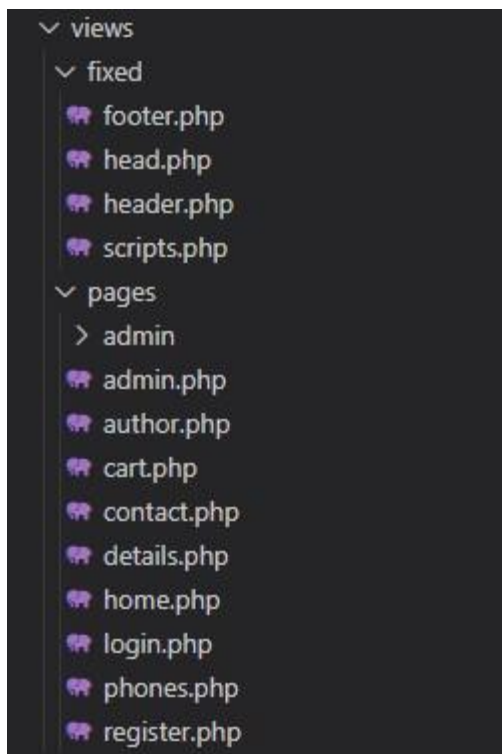 views
fixed
footer.php
head.php
header.php
scripts.php
pages
admin
admin.php
author.php
cart.php
contact.php
details.php
home.php
login.php
phones.php
register.php